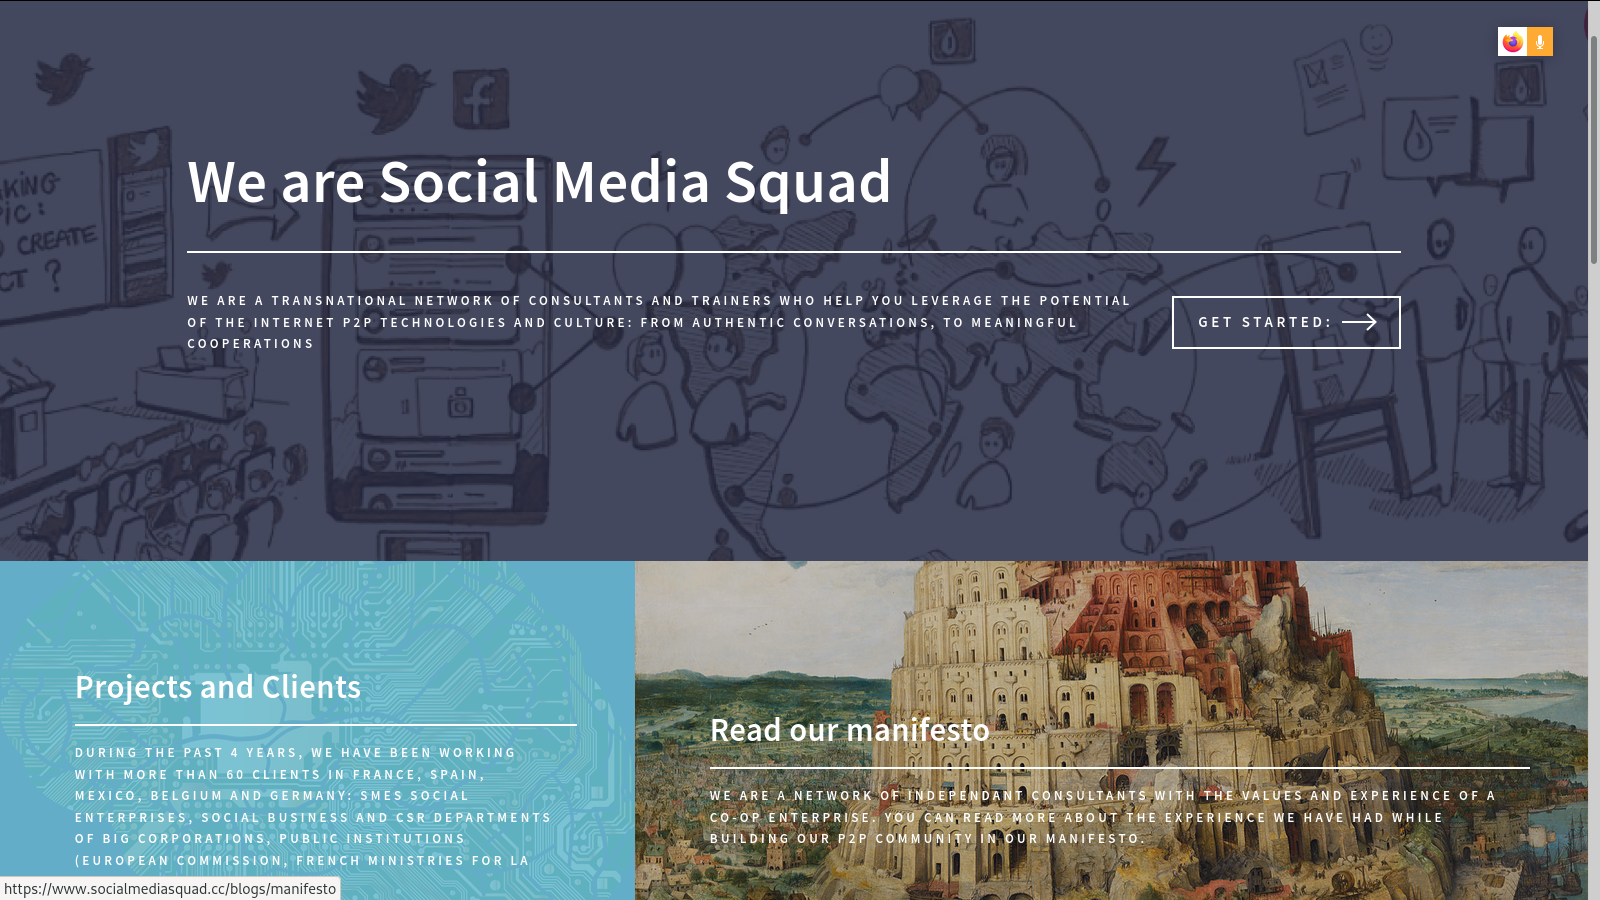 We are Social Media Squad
WE ARE A TRANSNATIONAL NETWORK OF CONSULTANTS AND TRAINERS WHO HELP YOU LEVERAGE THE POTENTIAL
OF THE INTERNET P2P TECHNOLOGIES AND CULTURE: FROM AUTHENTIC CONVERSATIONS, TO MEANINGFUL
COOPERATIONS
GET STARTED:
KING
IC:
CREATE
CT ?
Projects and Clients
DURING THE PAST 4 YEARS, WE HAVE BEEN WORKING
WITH MORE THAN 60 CLIENTS IN FRANCE, SPAIN,
MEXICO, BELGIUM AND GERMANY: SMES SOCIAL
ENTERPRISES, SOCIAL BUSINESS AND CSR DEPARTMENTS
OF BIG CORPORATIONS, PUBLIC INSTITUTIONS
(EUROPEAN COMMISSION, FRENCH MINISTRIES FOR LA
Read our manifesto
WE ARE A NETWORK OF INDEPENDANT CONSULTANTS WITH THE VALUES AND EXPERIENCE OF A
CO-OP ENTERPRISE, YOU CAN READ MORE ABOUT THE EXPERIENCE WE HAVE HAD WHILE
BUILDING OUR P2P COMMUNITY IN OUR MANIFESTO.
https://www.socialmediasquad.cc/blogs/manifesto